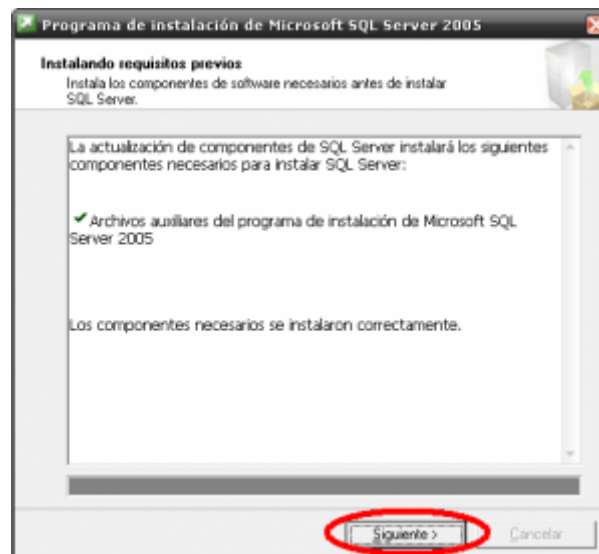 Programa de instalación de Microsoft SQL Server 2005
Instalando requisitos previos
Instala los componentes de software necesarios antes de instalar
SQL Server.
La actualización de componentes de SQL Server instalará los siguientes
componentes necesarios para instalar SQL Server:
Archivos auxiliares del programa de instalación de Microsoft SQL
Server 2005
Los componentes necesarios se instalaron correctamente.
Siguiente >
Cancelar